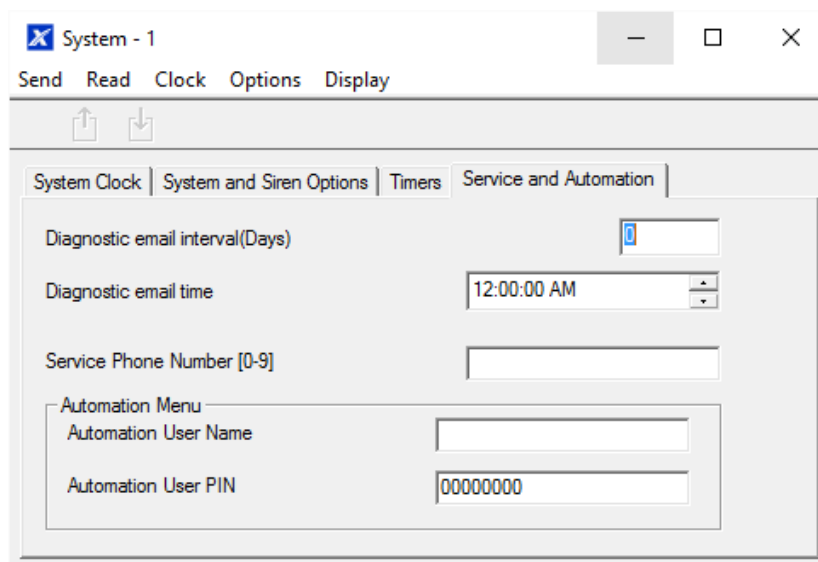 System - 1
Send Read Clock Options Display
System Clock System and Siren Options Timers Service and Automation
Diagnostic email interval(Days) 0
Diagnostic email time 12:00:00 AM
Service Phone Number [0-9]
Automation Menu
Automation User Name
Automation User PIN 00000000